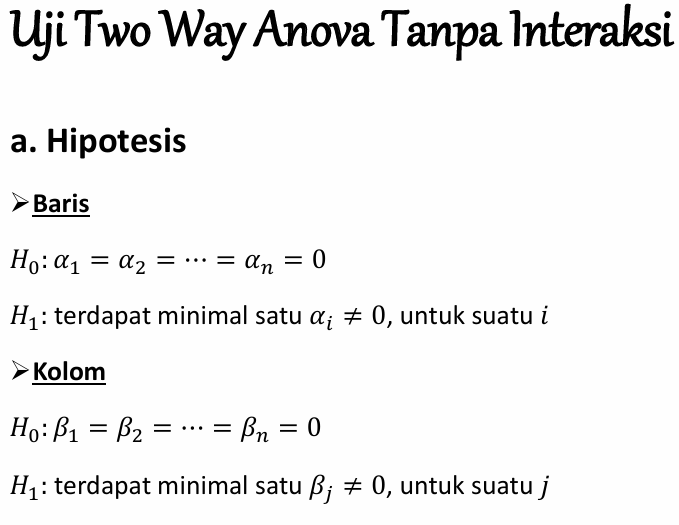 Uji Two Way Anova Tanpa Interaksi
a. Hipotesis
➢Baris
H₀: α₁ = α₂ = ⋯ = αₙ = 0
H₁: terdapat minimal satu αᵢ ≠ 0, untuk suatu i
➢Kolom
H₀: β₁ = β₂ = ⋯ = βₙ = 0
H₁: terdapat minimal satu βⱼ ≠ 0, untuk suatu j